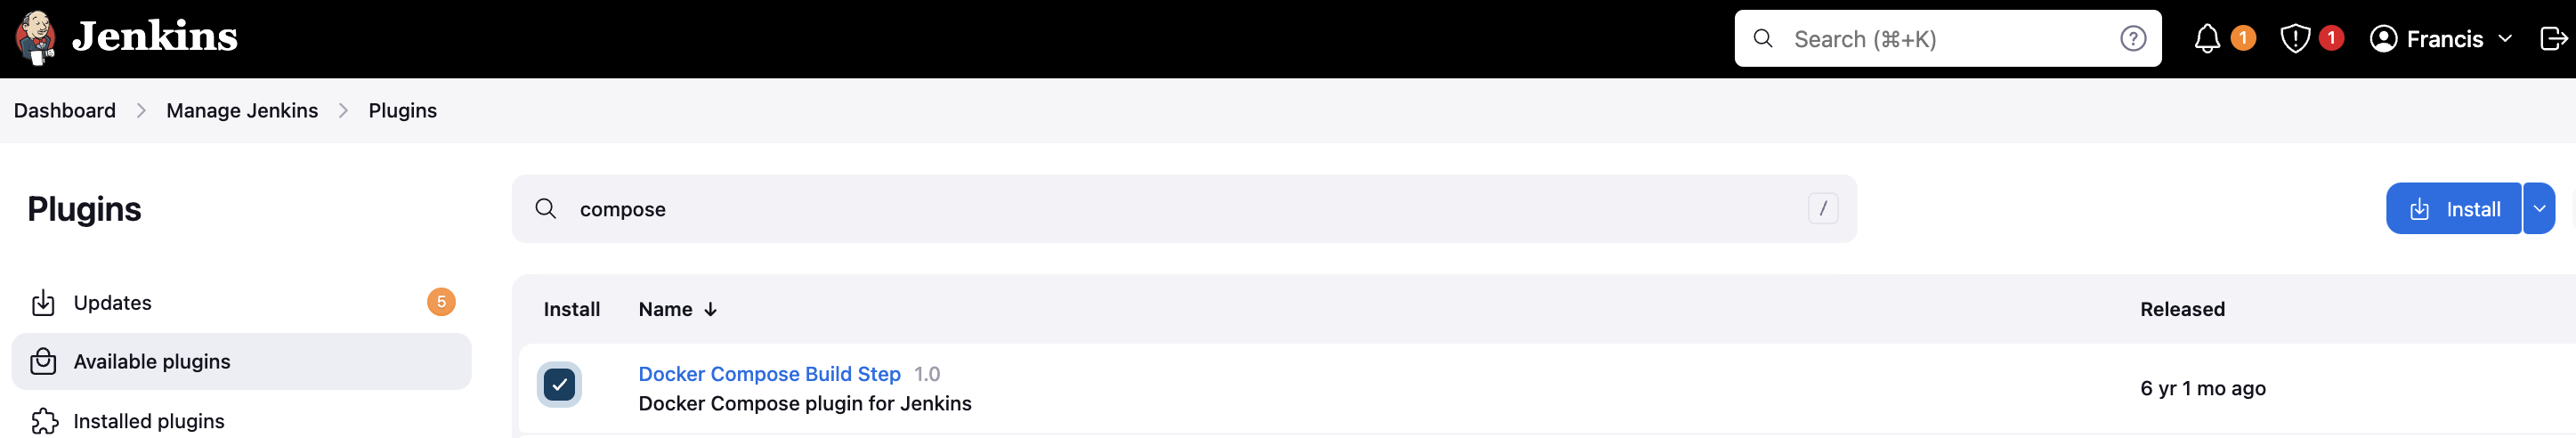 Jenkins
Search (⌘+K)
?
1
1
Francis
Dashboard > Manage Jenkins > Plugins
Plugins
compose
/
Install
Updates
5
Available plugins
Installed plugins
Install Name ↓ Released
Docker Compose Build Step 1.0
Docker Compose plugin for Jenkins
6 yr 1 mo ago